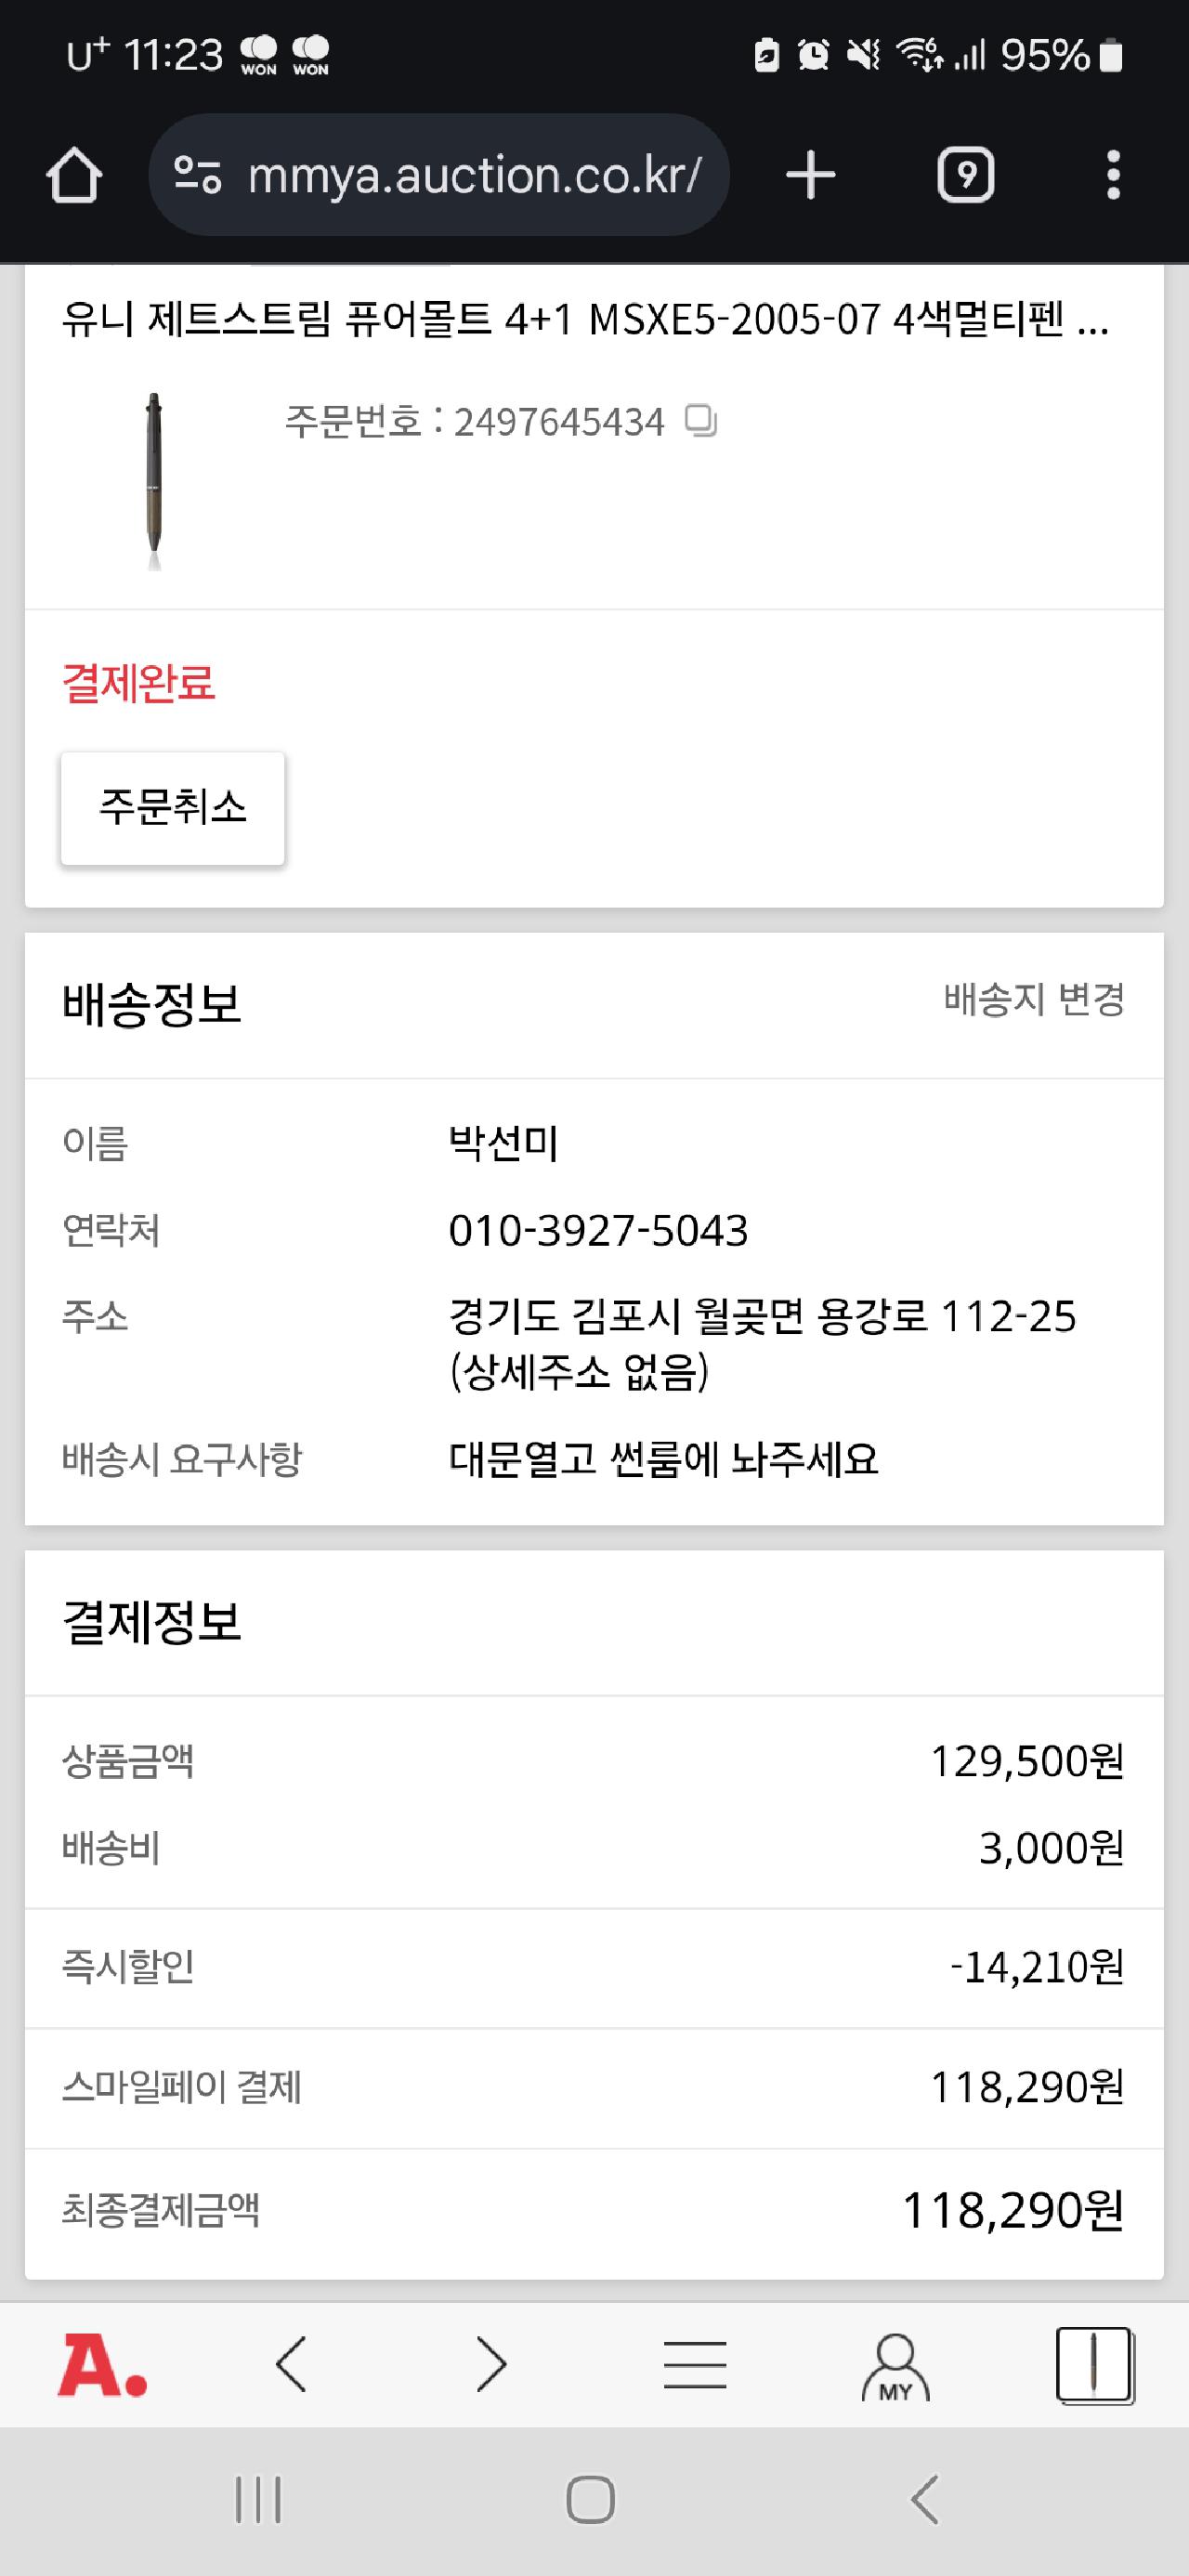 U+ 11:23 WON WON 6 95%
mmya.auction.co.kr/ 9
유니 제트스트림 퓨어몰트 4+1 MSXE5-2005-07 4색멀티펜 ...
주문번호 : 2497645434
결제완료
주문취소
배송정보 배송지 변경
이름 박선미
연락처 010-3927-5043
주소 경기도 김포시 월곶면 용강로 112-25
(상세주소 없음)
배송시 요구사항 대문열고 썬룸에 놔주세요
결제정보
상품금액 129,500원
배송비 3,000원
즉시할인 -14,210원
스마일페이 결제 118,290원
최종결제금액 118,290원
A. MY